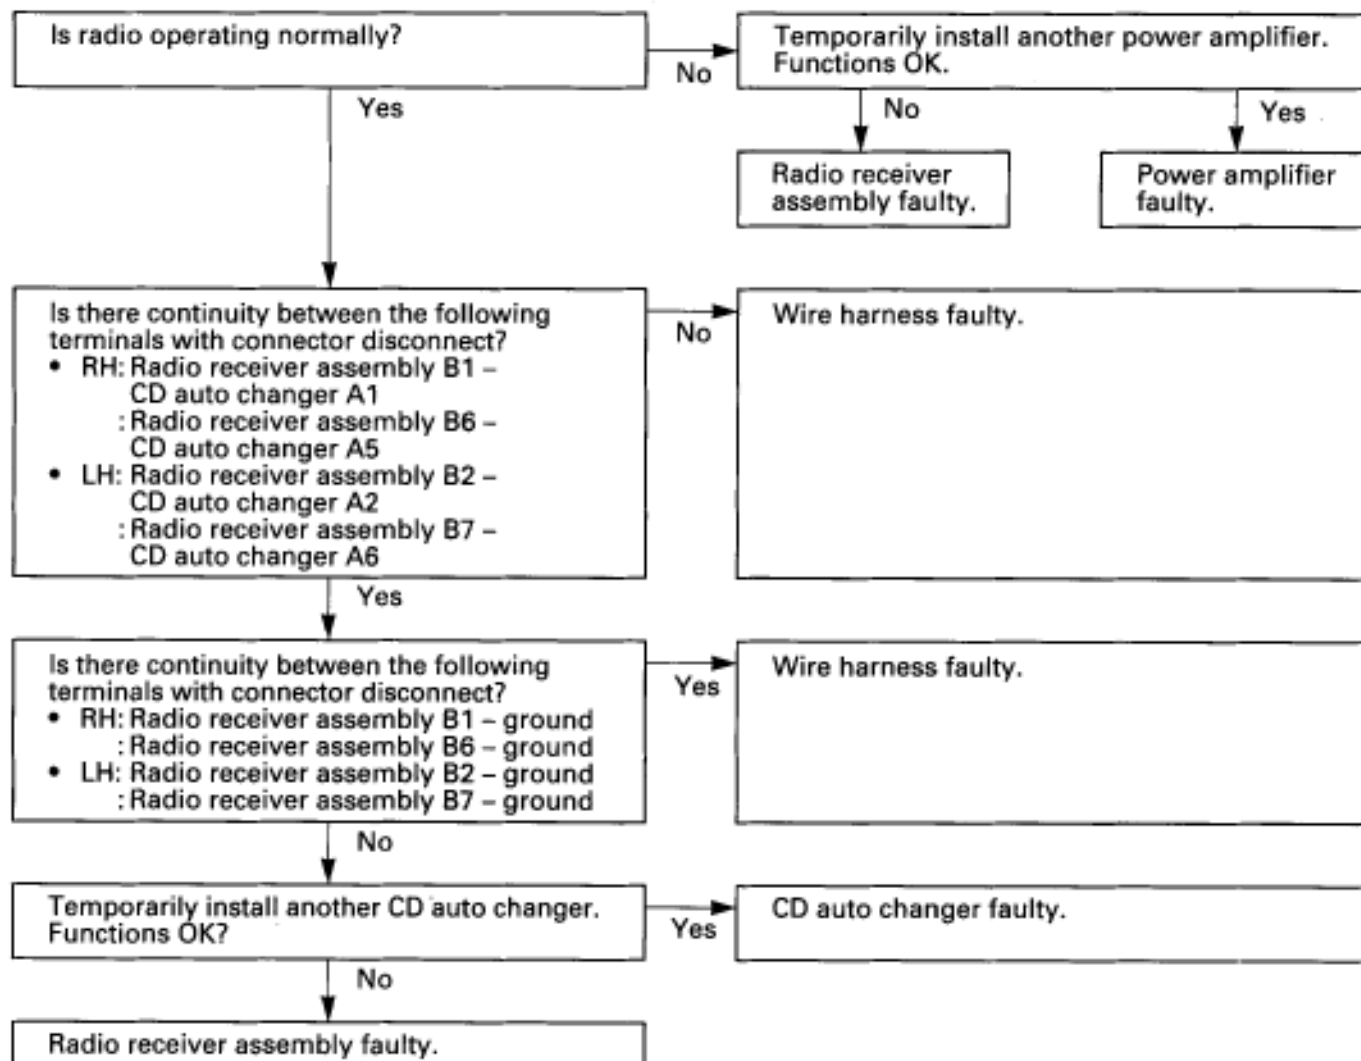 Is radio operating normally?
No
Temporarily install another power amplifier.
Functions OK.
Yes
No
Yes
Radio receiver
assembly faulty.
Power amplifier
faulty.
Is there continuity between the following
terminals with connector disconnect?
• RH: Radio receiver assembly B1 –
CD auto changer A1
: Radio receiver assembly B6 –
CD auto changer A5
• LH: Radio receiver assembly B2 –
CD auto changer A2
: Radio receiver assembly B7 –
CD auto changer A6
No
Wire harness faulty.
Yes
Is there continuity between the following
terminals with connector disconnect?
• RH: Radio receiver assembly B1 – ground
: Radio receiver assembly B6 – ground
• LH: Radio receiver assembly B2 – ground
: Radio receiver assembly B7 – ground
Yes
Wire harness faulty.
No
Temporarily install another CD auto changer.
Functions OK?
Yes
CD auto changer faulty.
No
Radio receiver assembly faulty.